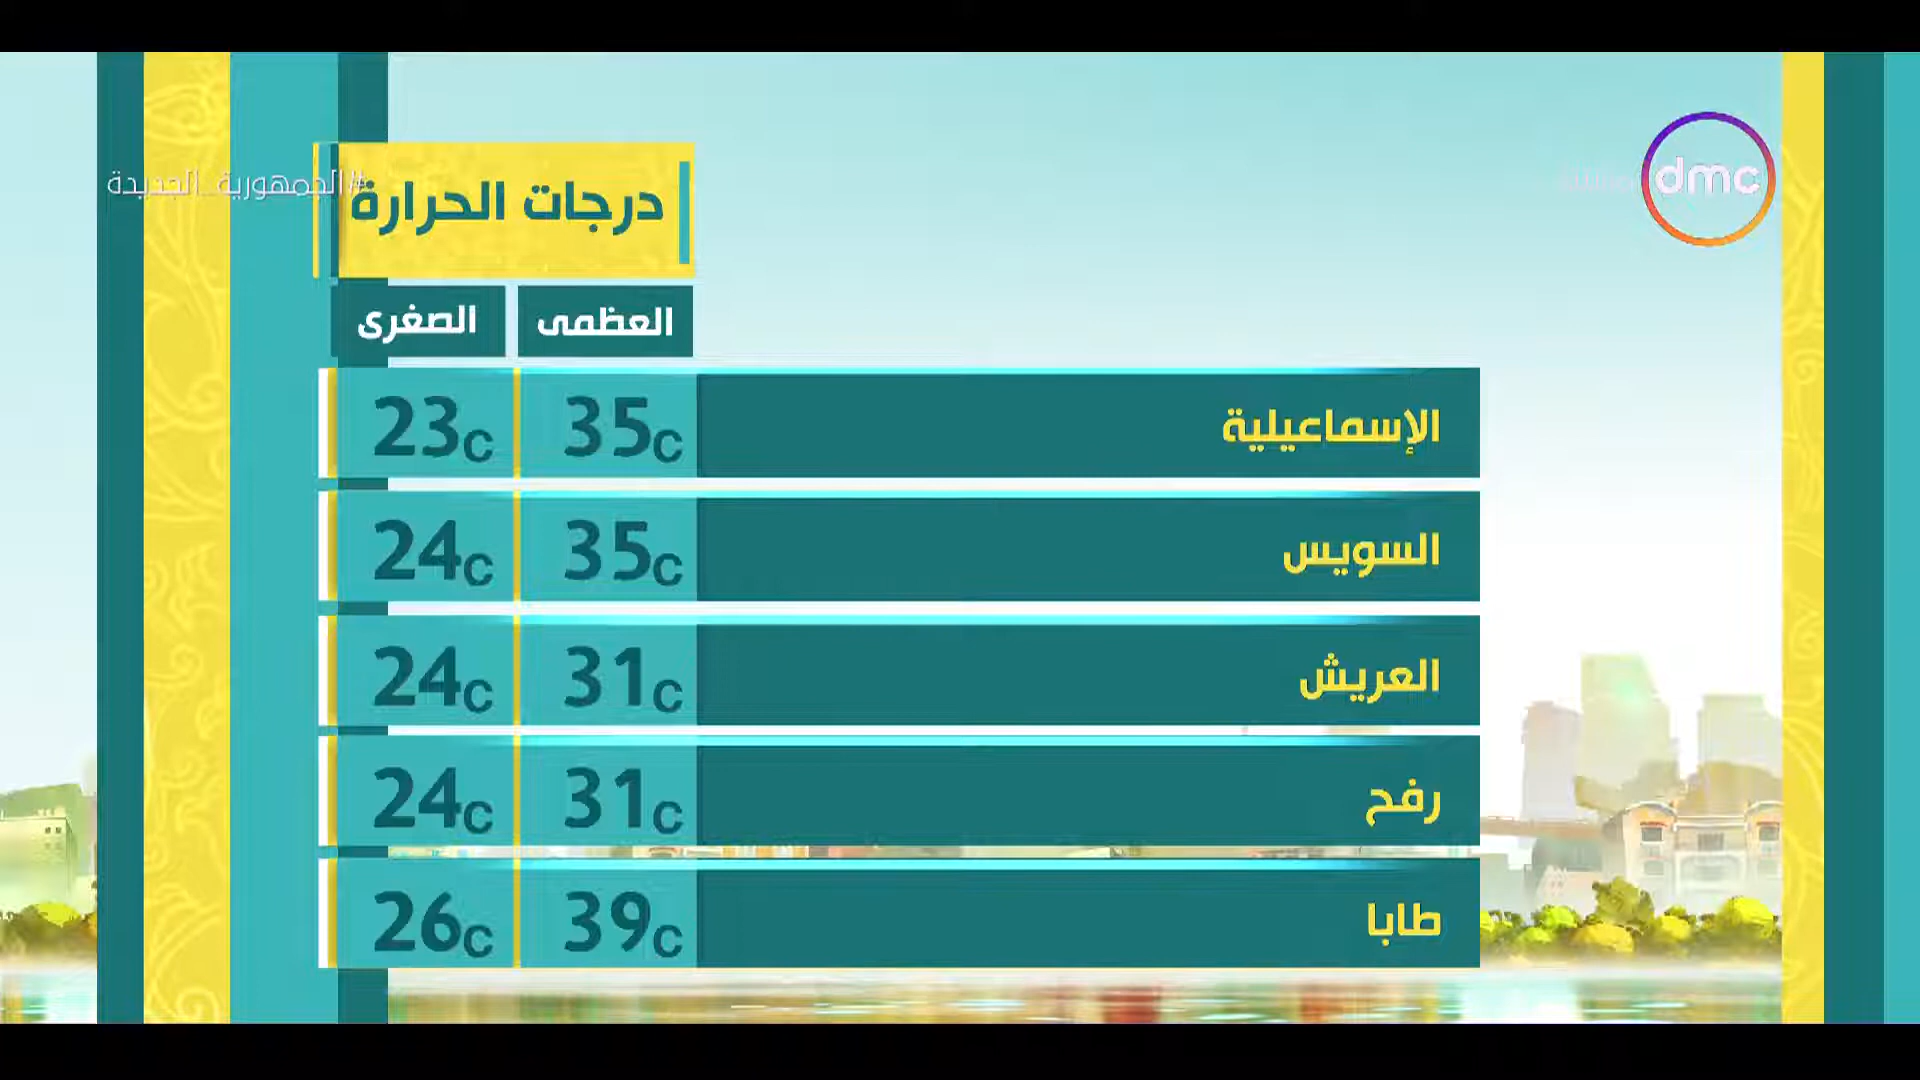 dmc
#الجمهورية_الجديدة
درجات الحرارة
العظمى الصغرى
الإسماعيلية 35c 23c
السويس 35c 24c
العريش 31c 24c
رفح 31c 24c
طابا 39c 26c